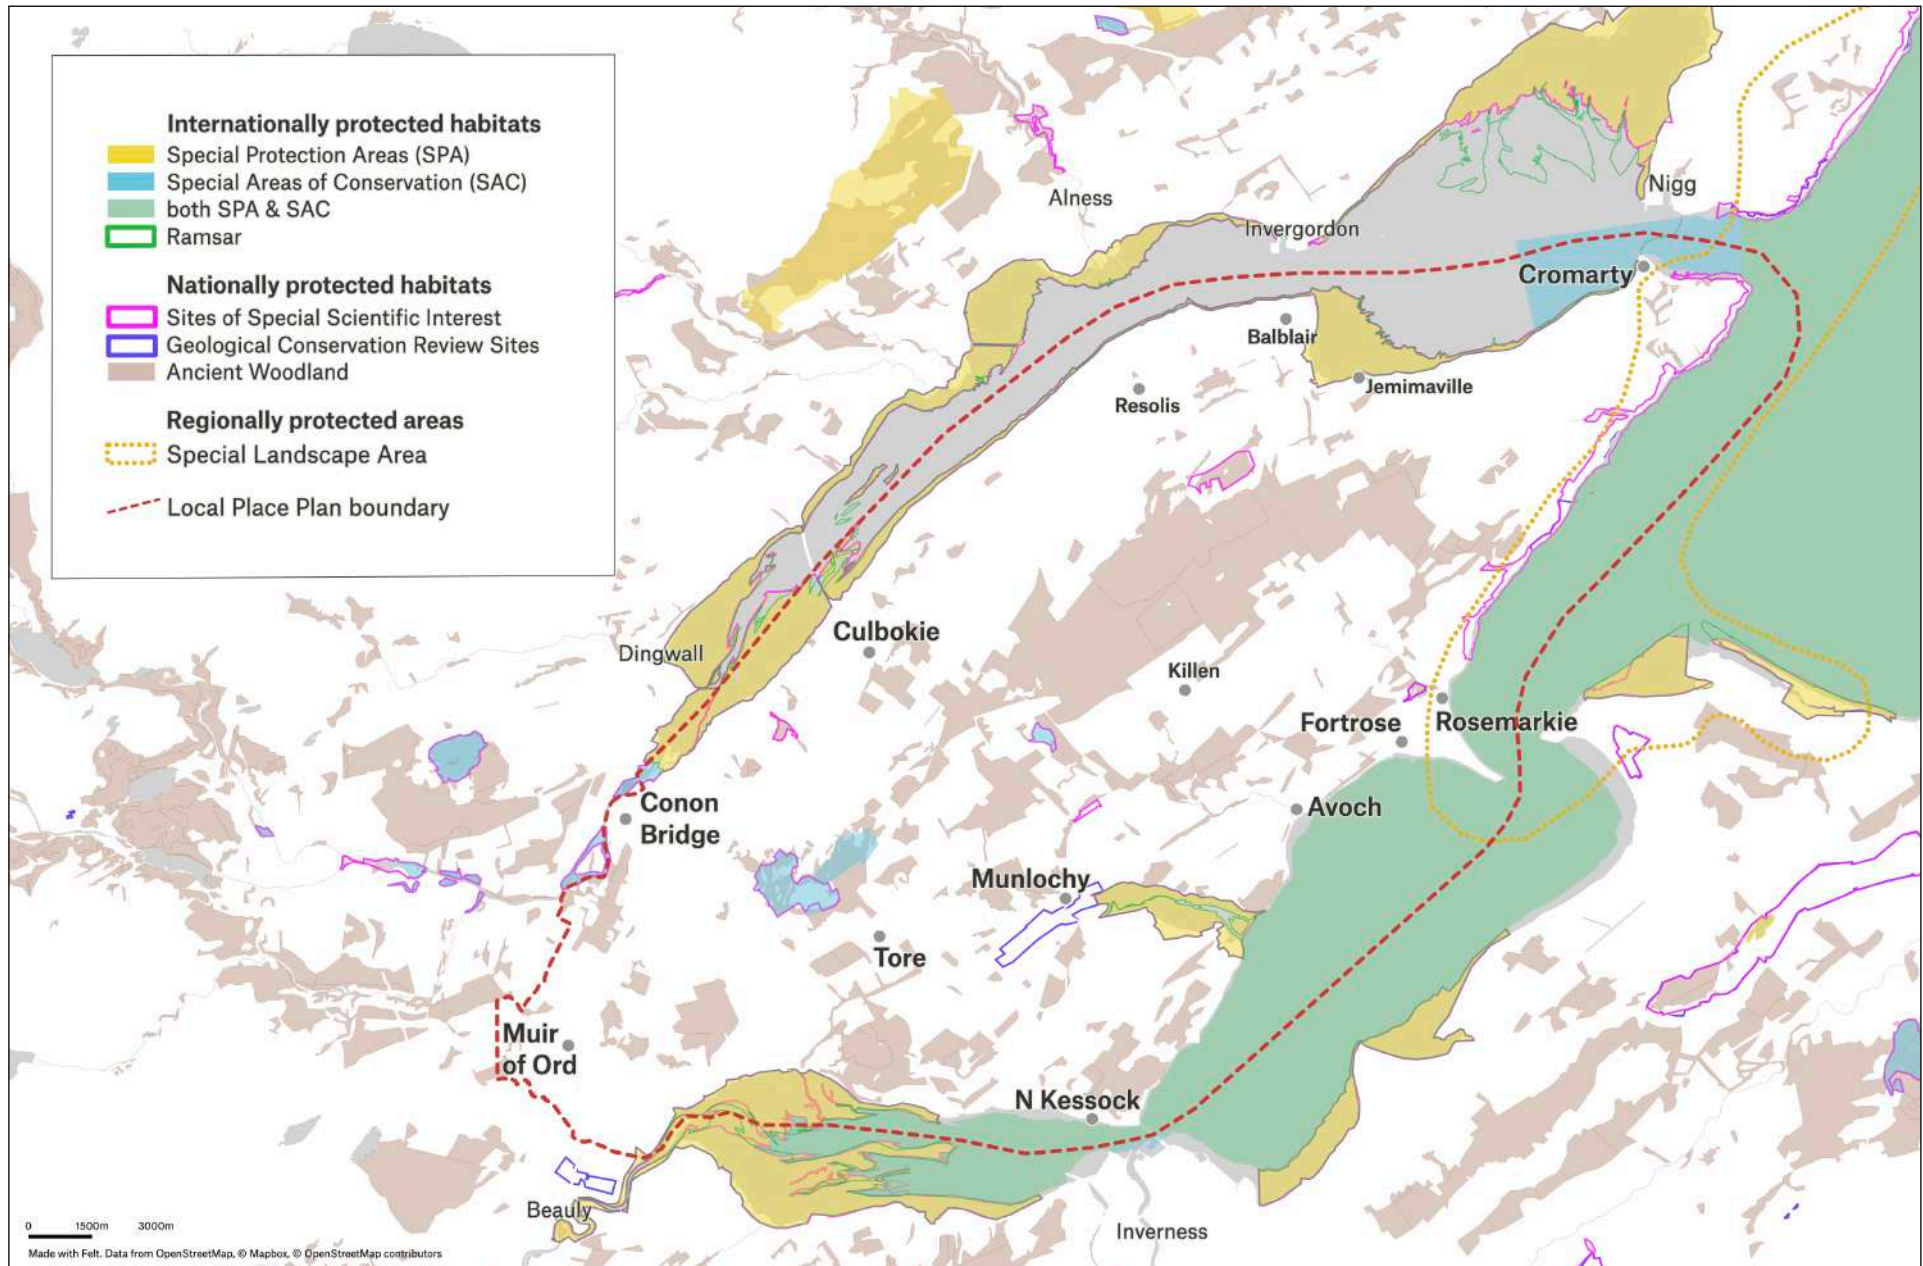 Internationally protected habitats
Special Protection Areas (SPA)
Special Areas of Conservation (SAC)
both SPA & SAC
Ramsar
Nationally protected habitats
Sites of Special Scientific Interest
Geological Conservation Review Sites
Ancient Woodland
Regionally protected areas
Special Landscape Area
Local Place Plan boundary
Alness
Nigg
Invergordon
Cromarty
Balblair
Jemimaville
Resolis
Culbokie
Dingwall
Killen
Fortrose
Rosemarkie
Conon
Bridge
Avoch
Munlochy
Tore
Muir
of Ord
N Kessock
Beauly
Inverness
0 1500m 3000m
Made with Felt. Data from OpenStreetMap, © Mapbox, © OpenStreetMap contributors